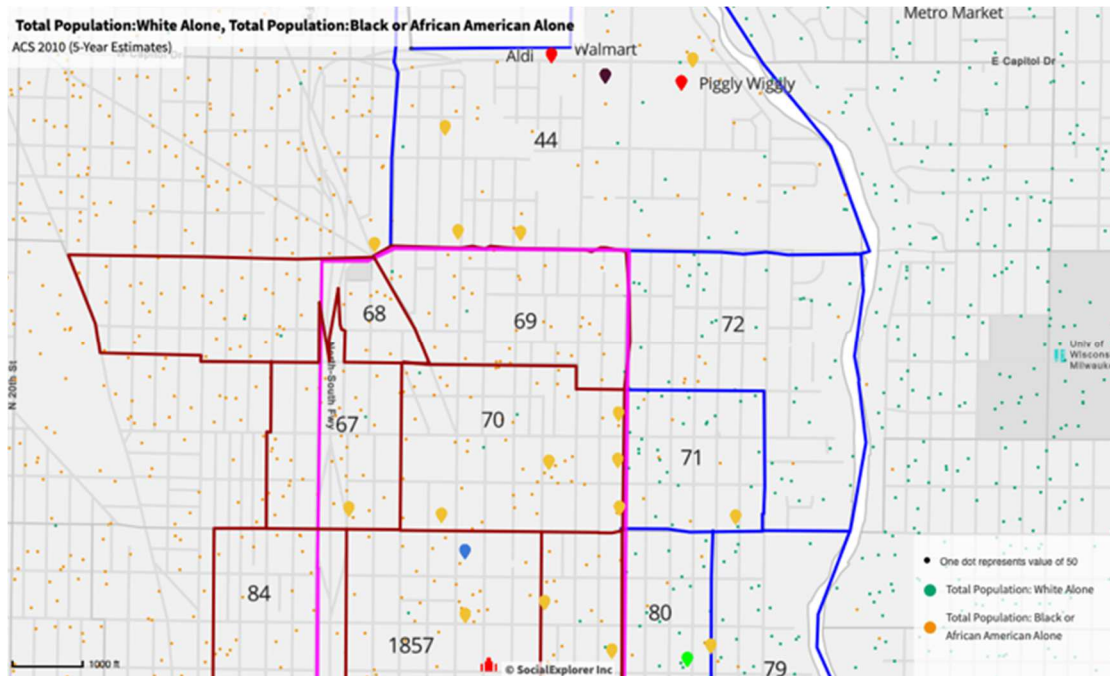 Total Population:White Alone, Total Population:Black or African American Alone
ACS 2010 (5-Year Estimates)
Metro Market
Aldi
Walmart
E Capitol Dr
Piggly Wiggly
44
68
69
72
Univ of
Wiscons
Milwauk
N 20th St
North-South Fwy
67
70
71
84
80
1857
79
One dot represents value of 50
Total Population: White Alone
Total Population: Black or
African American Alone
1000 ft
© SocialExplorer Inc